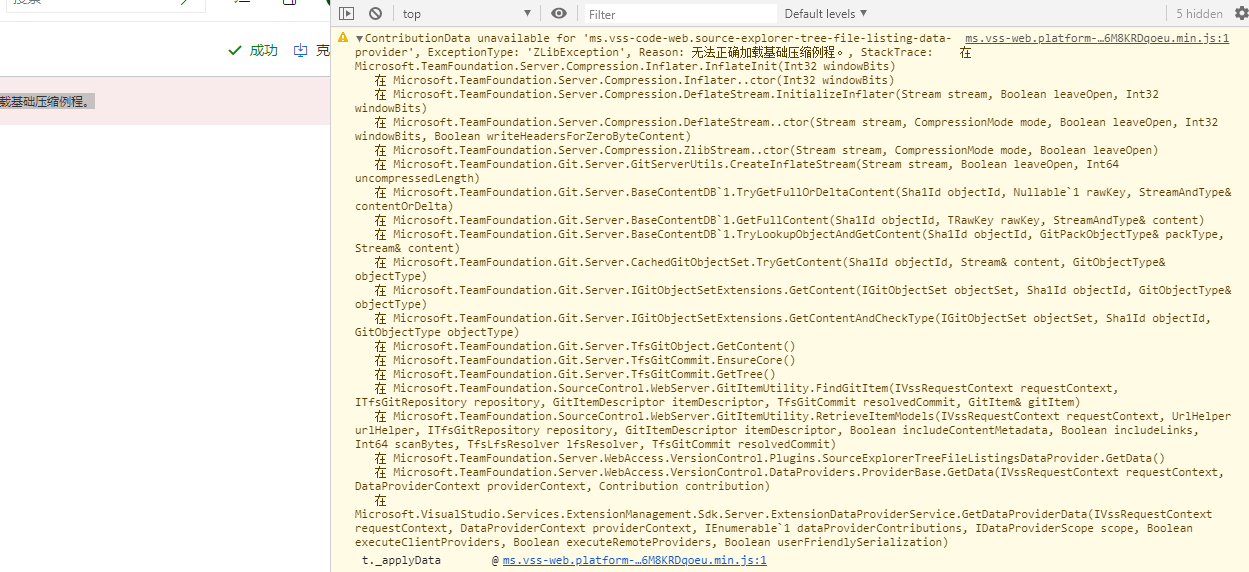 top
Filter
Default levels
5 hidden
成功
克
载基础压缩例程。
ContributionData unavailable for 'ms.vss-code-web.source-explorer-tree-file-listing-data- ms.vss-web.platform-…6M8KRDqoeu.min.js:1
provider', ExceptionType: 'ZLibException', Reason: 无法正确加载基础压缩例程。, StackTrace: 在
Microsoft.TeamFoundation.Server.Compression.Inflater.InflateInit(Int32 windowBits)
在 Microsoft.TeamFoundation.Server.Compression.Inflater..ctor(Int32 windowBits)
在 Microsoft.TeamFoundation.Server.Compression.DeflateStream.InitializeInflater(Stream stream, Boolean leaveOpen, Int32
windowBits)
在 Microsoft.TeamFoundation.Server.Compression.DeflateStream..ctor(Stream stream, CompressionMode mode, Boolean leaveOpen, Int32
windowBits, Boolean writeHeadersForZeroByteContent)
在 Microsoft.TeamFoundation.Server.Compression.ZlibStream..ctor(Stream stream, CompressionMode mode, Boolean leaveOpen)
在 Microsoft.TeamFoundation.Git.Server.GitServerUtils.CreateInflateStream(Stream stream, Boolean leaveOpen, Int64
uncompressedLength)
在 Microsoft.TeamFoundation.Git.Server.BaseContentDB`1.TryGetFullOrDeltaContent(Sha1Id objectId, Nullable`1 rawKey, StreamAndType&
contentOrDelta)
在 Microsoft.TeamFoundation.Git.Server.BaseContentDB`1.GetFullContent(Sha1Id objectId, TRawKey rawKey, StreamAndType& content)
在 Microsoft.TeamFoundation.Git.Server.BaseContentDB`1.TryLookupObjectAndGetContent(Sha1Id objectId, GitPackObjectType& packType,
Stream& content)
在 Microsoft.TeamFoundation.Git.Server.CachedGitObjectSet.TryGetContent(Sha1Id objectId, Stream& content, GitObjectType&
objectType)
在 Microsoft.TeamFoundation.Git.Server.IGitObjectSetExtensions.GetContent(IGitObjectSet objectSet, Sha1Id objectId, GitObjectType&
objectType)
在 Microsoft.TeamFoundation.Git.Server.IGitObjectSetExtensions.GetContentAndCheckType(IGitObjectSet objectSet, Sha1Id objectId,
GitObjectType objectType)
在 Microsoft.TeamFoundation.Git.Server.TfsGitObject.GetContent()
在 Microsoft.TeamFoundation.Git.Server.TfsGitCommit.EnsureCore()
在 Microsoft.TeamFoundation.Git.Server.TfsGitCommit.GetTree()
在 Microsoft.TeamFoundation.SourceControl.WebServer.GitItemUtility.FindGitItem(IVssRequestContext requestContext,
ITfsGitRepository repository, GitItemDescriptor itemDescriptor, TfsGitCommit resolvedCommit, GitItem& gitItem)
在 Microsoft.TeamFoundation.SourceControl.WebServer.GitItemUtility.RetrieveItemModels(IVssRequestContext requestContext, UrlHelper
urlHelper, ITfsGitRepository repository, GitItemDescriptor itemDescriptor, Boolean includeContentMetadata, Boolean includeLinks,
Int64 scanBytes, TfsLfsResolver lfsResolver, TfsGitCommit resolvedCommit)
在 Microsoft.TeamFoundation.Server.WebAccess.VersionControl.Plugins.SourceExplorerTreeFileListingsDataProvider.GetData()
在 Microsoft.TeamFoundation.Server.WebAccess.VersionControl.DataProviders.ProviderBase.GetData(IVssRequestContext requestContext,
DataProviderContext providerContext, Contribution contribution)
在
Microsoft.VisualStudio.Services.ExtensionManagement.Sdk.Server.ExtensionDataProviderService.GetDataProviderData(IVssRequestContext
requestContext, DataProviderContext providerContext, IEnumerable`1 dataProviderContributions, IDataProviderScope scope, Boolean
executeClientProviders, Boolean executeRemoteProviders, Boolean userFriendlySerialization)
t._applyData @ ms.vss-web.platform-…6M8KRDqoeu.min.js:1